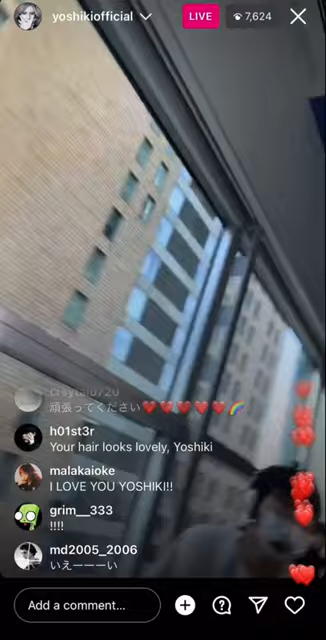 yoshikiofficial
LIVE
7,624
頑張ってください❤️❤️❤️❤️❤️🌈
h01st3r
Your hair looks lovely, Yoshiki
malakaioke
I LOVE YOU YOSHIKI!!
grim__333
!!!!
md2005_2006
いえーーーい
Add a comment…